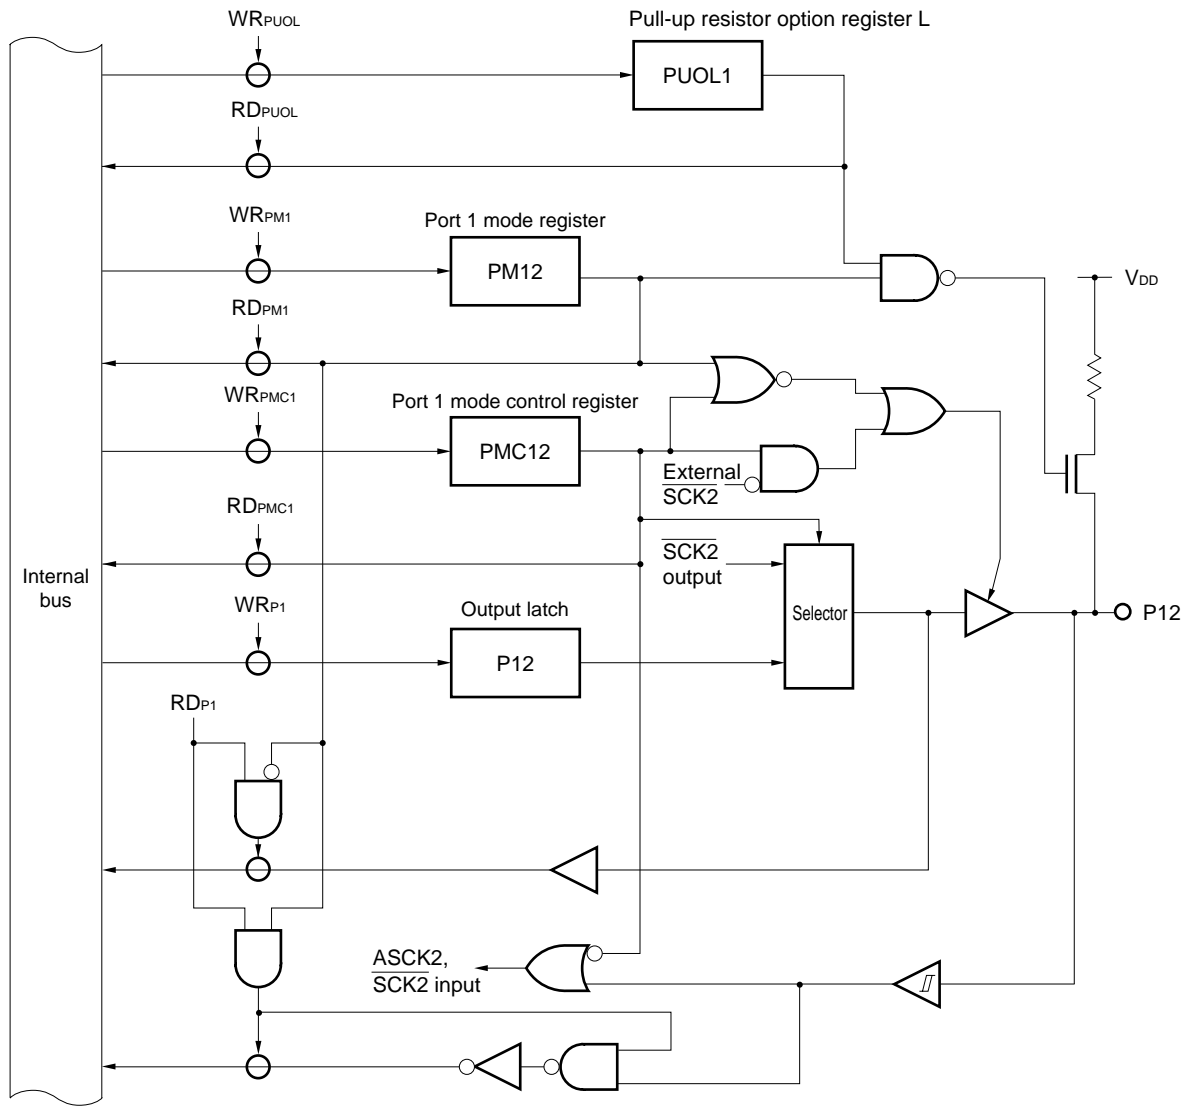 WRPUOL
Pull-up resistor option register L
PUOL1
RDPUOL
WRPM1
Port 1 mode register
PM12
VDD
RDPM1
WRPMC1
Port 1 mode control register
PMC12
External
SCK2
RDPMC1
SCK2
output
Internal
bus
WRP1
Output latch
P12
Selector
P12
RDP1
ASCK2,
SCK2 input